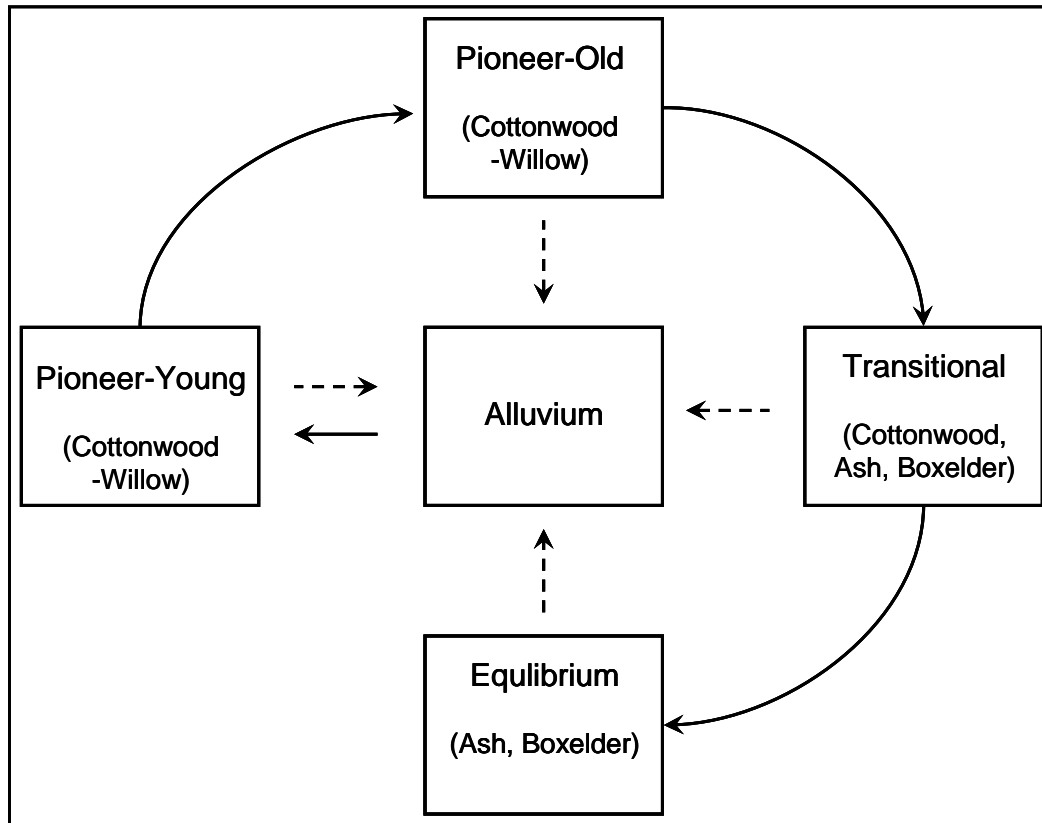 Pioneer-Old
(Cottonwood
-Willow)
Pioneer-Young
(Cottonwood
-Willow)
Alluvium
Transitional
(Cottonwood,
Ash, Boxelder)
Equlibrium
(Ash, Boxelder)